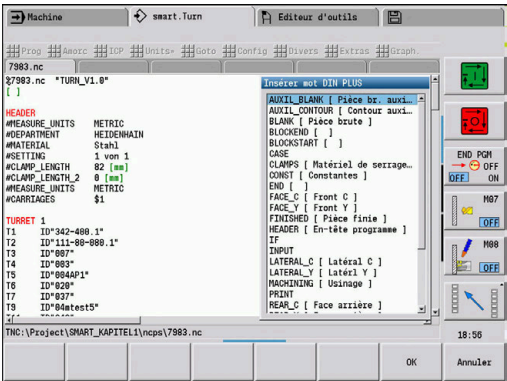 Machine
smart.Turn
Editeur d'outils
Prog Amorc ICP Units Goto Config Divers Extras Graph.
7983.nc
%7983.nc "TURN_V1.0"
[ ]
HEADER
#MEASURE_UNITS METRIC
#DEPARTMENT HEIDENHAIN
#MATERIAL Stahl
#SETTING 1 von 1
#CLAMP_LENGTH 82 [mm]
#CLAMP_LENGTH_2 0 [mm]
#MEASURE_UNITS METRIC
#CARRIAGES $1
TURRET 1
T1 ID"342-400.1"
T2 ID"111-80-080.1"
T3 ID"007"
T4 ID"003"
T5 ID"004AP1"
T6 ID"020"
T7 ID"037"
T9 ID"04mtest5"
Insérer mot DIN PLUS
AUXIL_BLANK [ Pièce br. auxi…
AUXIL_CONTOUR [ Contour auxi…
BLANK [ Pièce brute ]
BLOCKEND [ ]
BLOCKSTART [ ]
CASE
CLAMPS [ Matériel de serrage…
CONST [ Constantes ]
END [ ]
FACE_C [ Front C ]
FACE_Y [ Front Y ]
FINISHED [ Pièce finie ]
HEADER [ En-tête programme ]
IF
INPUT
LATERAL_C [ Latéral C ]
LATERAL_Y [ Latérl Y ]
MACHINING [ Usinage ]
PRINT
REAR_C [ Face arrière ]
TNC:\Project\SMART_KAPITEL1\ncps\7983.nc
END PGM
OFF
OFF ON
M07
OFF
M08
OFF
18:56
OK
Annuler